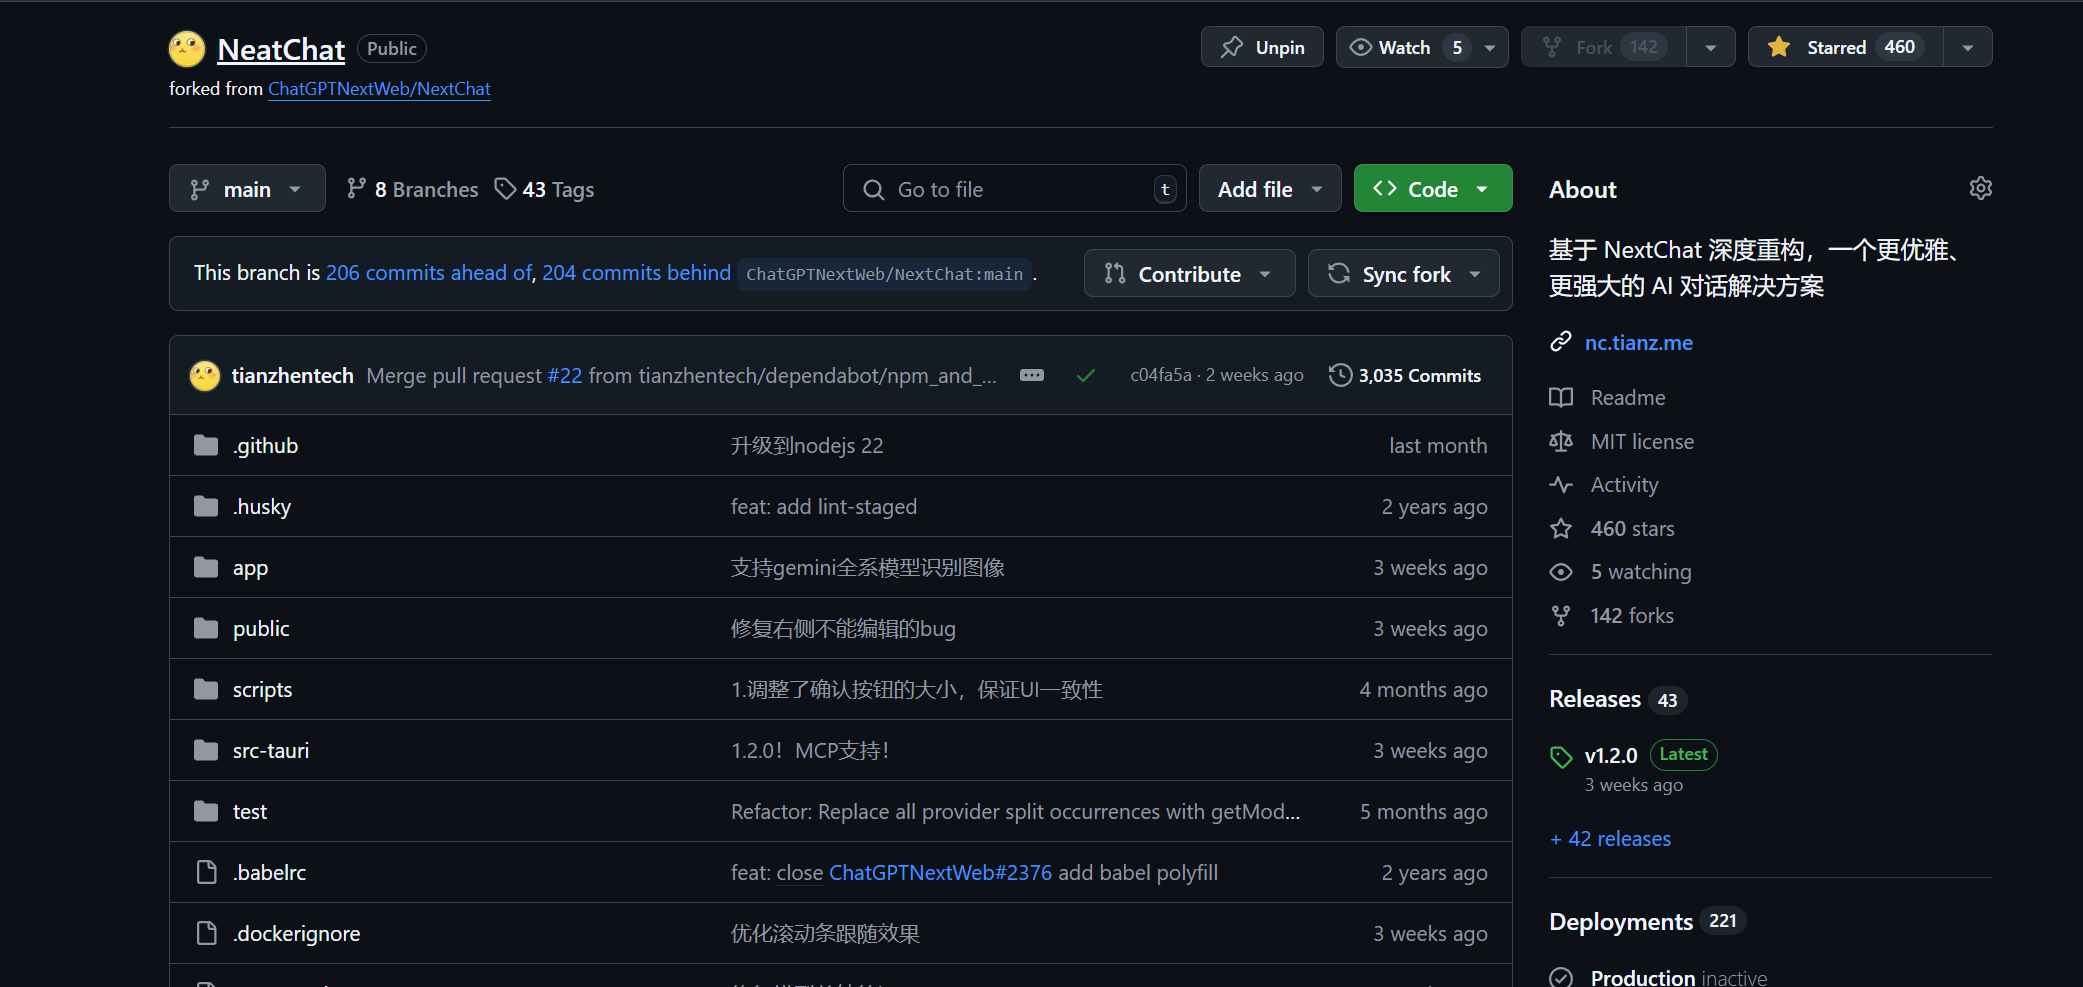 NeatChat Public
Unpin
Watch 5
Fork 142
Starred 460
forked from ChatGPTNextWeb/NextChat
main
8 Branches
43 Tags
Go to file t
Add file
Code
This branch is 206 commits ahead of, 204 commits behind ChatGPTNextWeb/NextChat:main .
Contribute
Sync fork
tianzhentech Merge pull request #22 from tianzhentech/dependabot/npm_and_... c04fa5a · 2 weeks ago 3,035 Commits
.github 升级到nodejs 22 last month
.husky feat: add lint-staged 2 years ago
app 支持gemini全系模型识别图像 3 weeks ago
public 修复右侧不能编辑的bug 3 weeks ago
scripts 1.调整了确认按钮的大小，保证UI一致性 4 months ago
src-tauri 1.2.0！MCP支持！ 3 weeks ago
test Refactor: Replace all provider split occurrences with getMod... 5 months ago
.babelrc feat: close ChatGPTNextWeb#2376 add babel polyfill 2 years ago
.dockerignore 优化滚动条跟随效果 3 weeks ago
About
基于 NextChat 深度重构，一个更优雅、
更强大的 AI 对话解决方案
nc.tianz.me
Readme
MIT license
Activity
460 stars
5 watching
142 forks
Releases 43
v1.2.0 Latest
3 weeks ago
+ 42 releases
Deployments 221
Production inactive